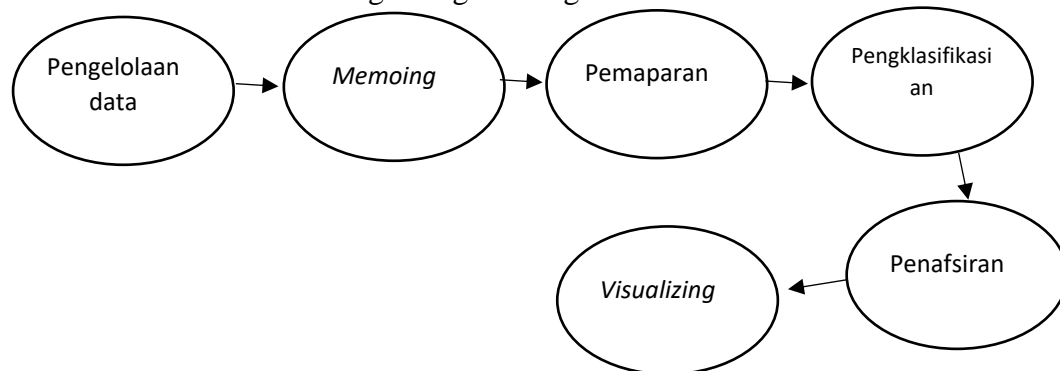 Pengelolaan
data
Memoing
Pemaparan
Pengklasifikasi
an
Penafsiran
Visualizing